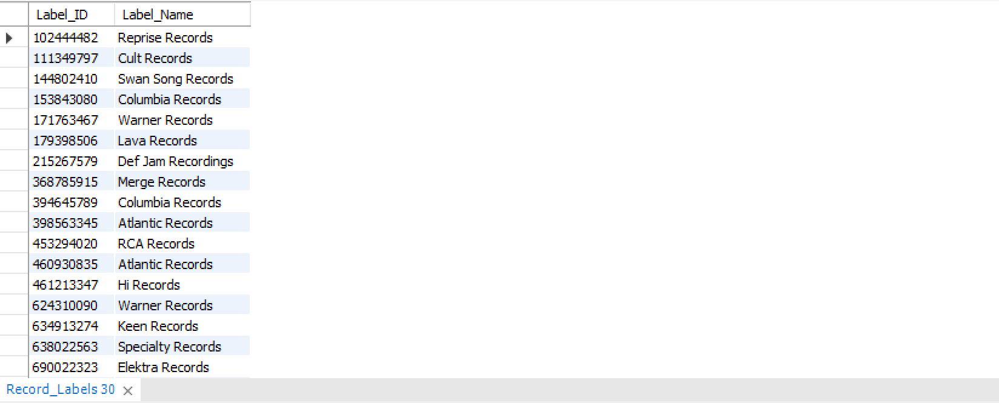 Label_ID Label_Name
102444482 Reprise Records
111349797 Cult Records
144802410 Swan Song Records
153843080 Columbia Records
171763467 Warner Records
179398506 Lava Records
215267579 Def Jam Recordings
368785915 Merge Records
394645789 Columbia Records
398563345 Atlantic Records
453294020 RCA Records
460930835 Atlantic Records
461213347 Hi Records
624310090 Warner Records
634913274 Keen Records
638022563 Specialty Records
690022323 Elektra Records
Record_Labels 30